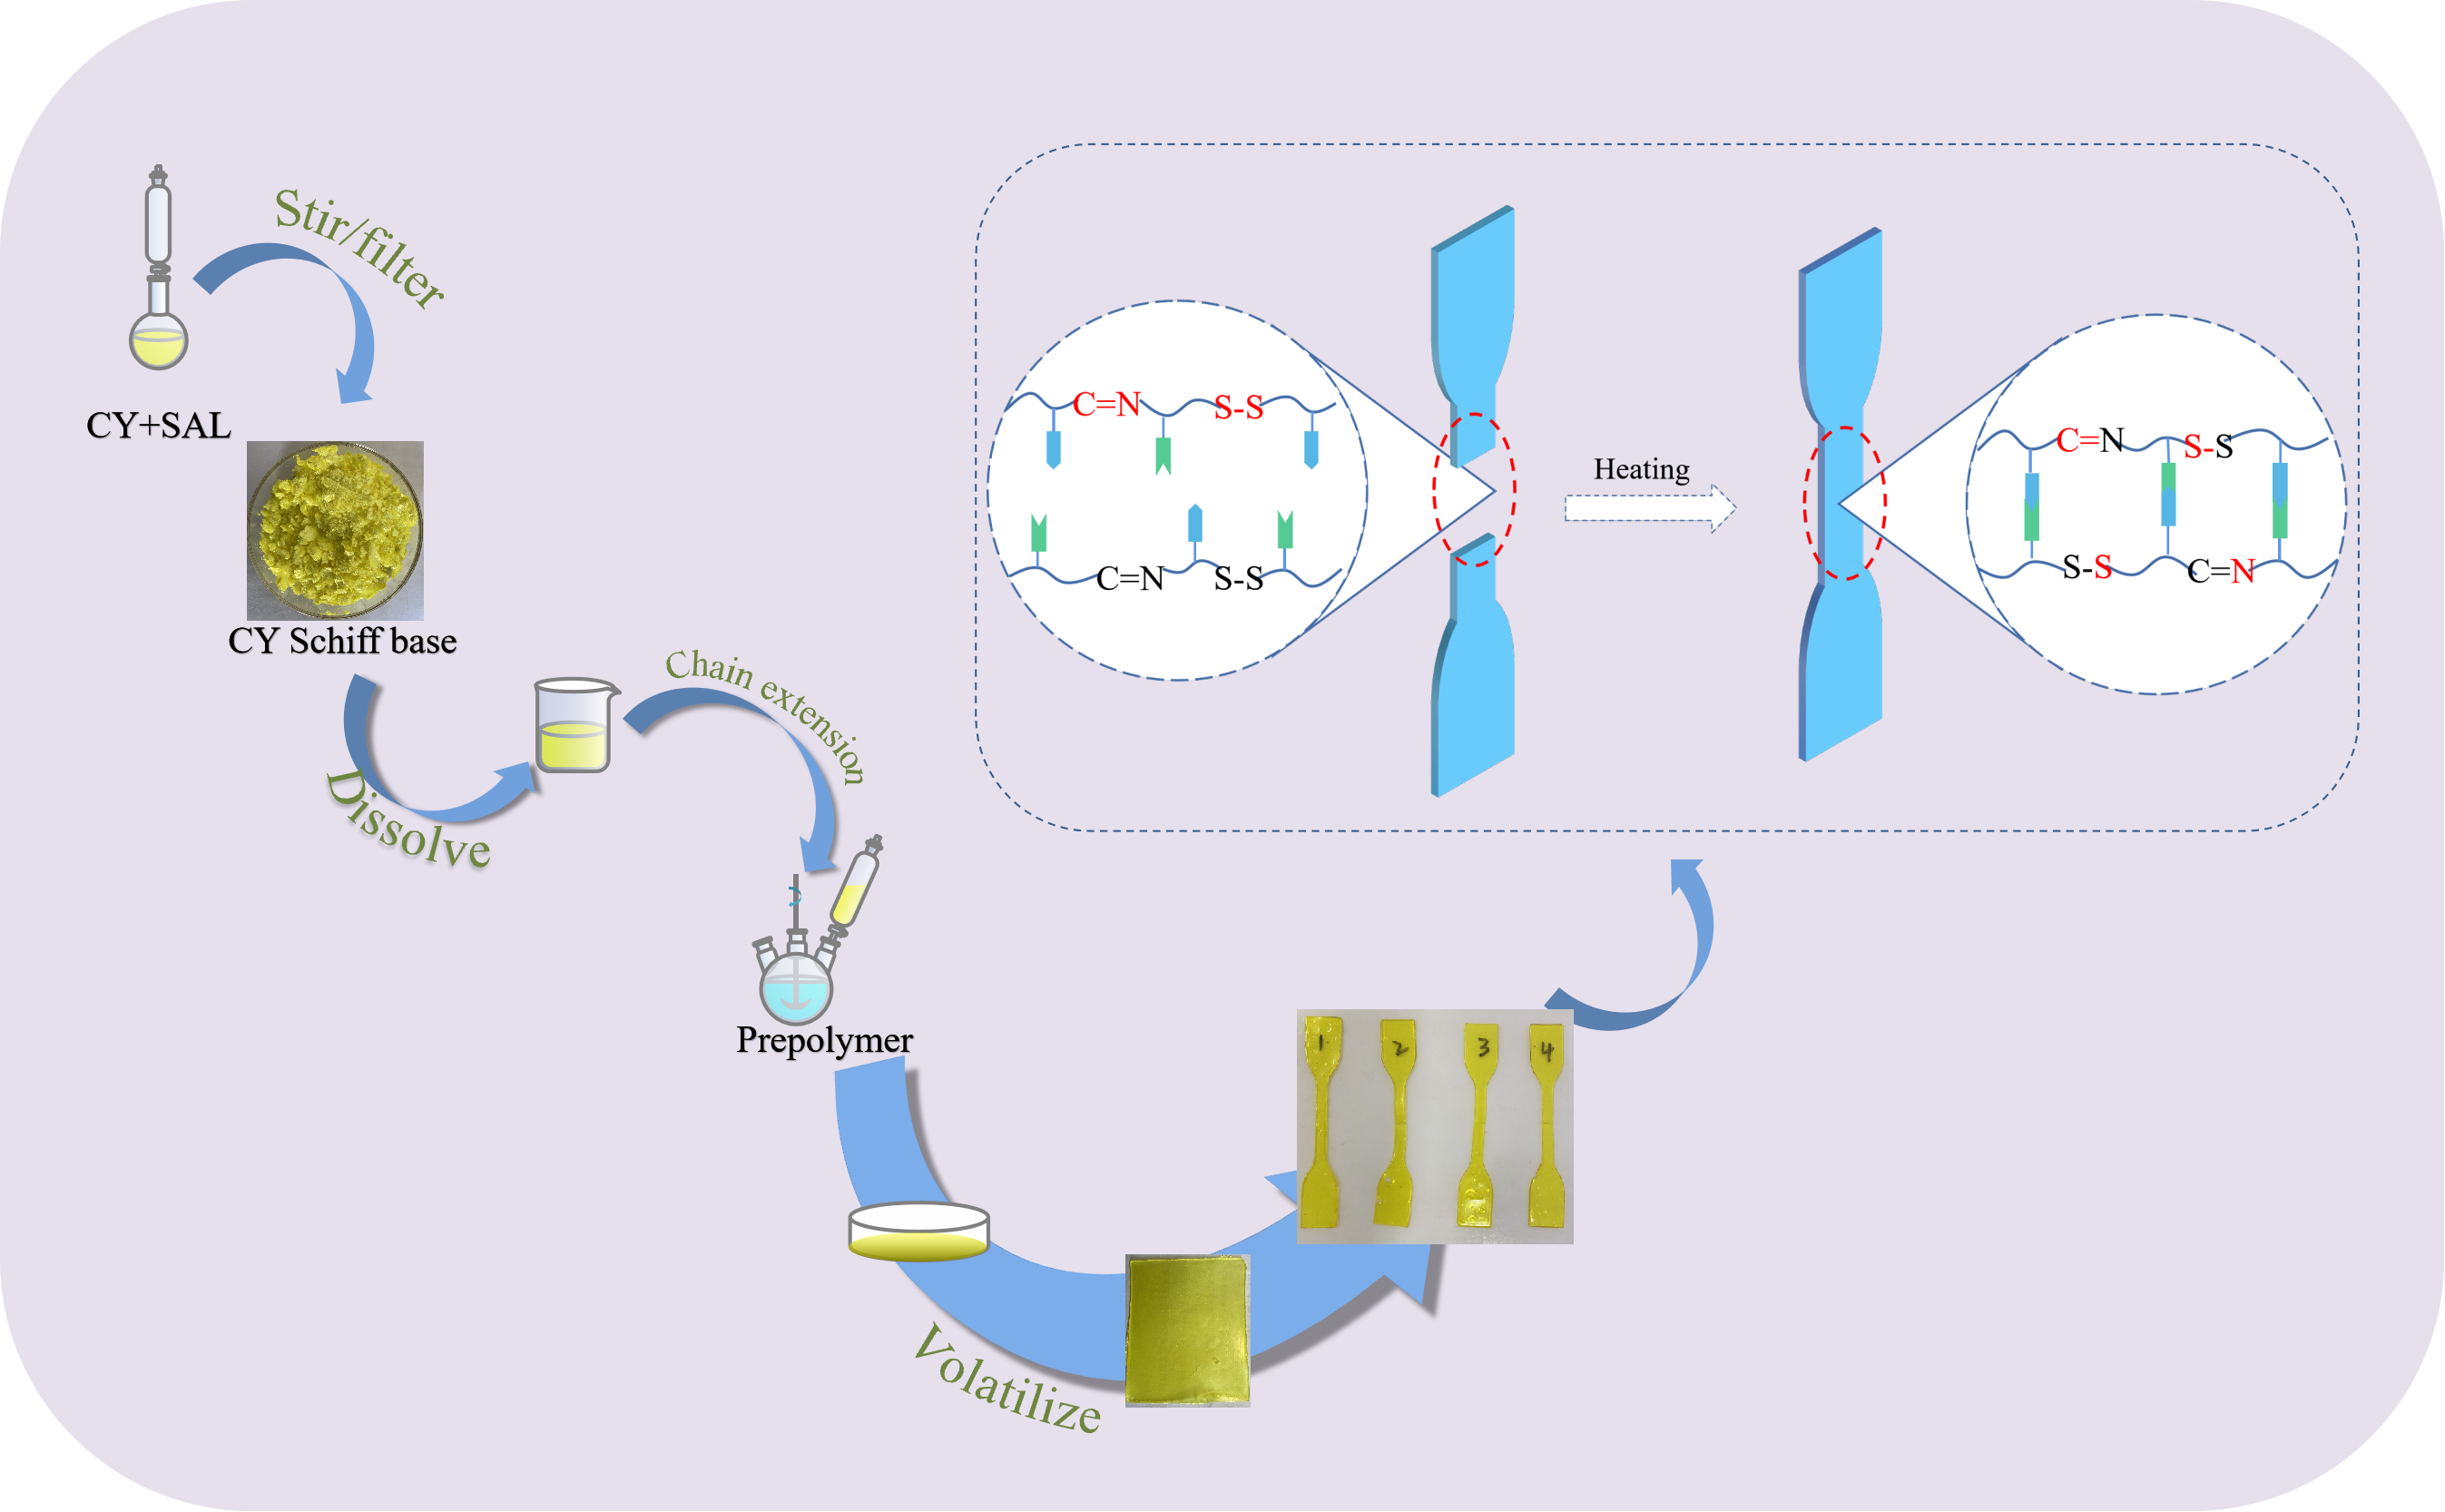 Stir/filter
CY+SAL
CY Schiff base
Dissolve
Chain extension
Prepolymer
Volatilize
1 2 3 4
C=N S-S
C=N S-S
Heating
C=N S-S
S-S C=N